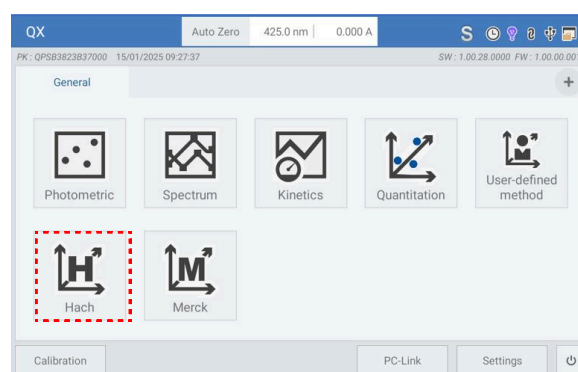 QX Auto Zero 425.0 nm 0.000 A S
PK : QPSB3823B37000 15/01/2025 09:27:37 SW : 1.00.28.0000 FW : 1.00.00.00
General +
Photometric Spectrum Kinetics Quantitation User-defined
method
H M
Hach Merck
Calibration PC-Link Settings